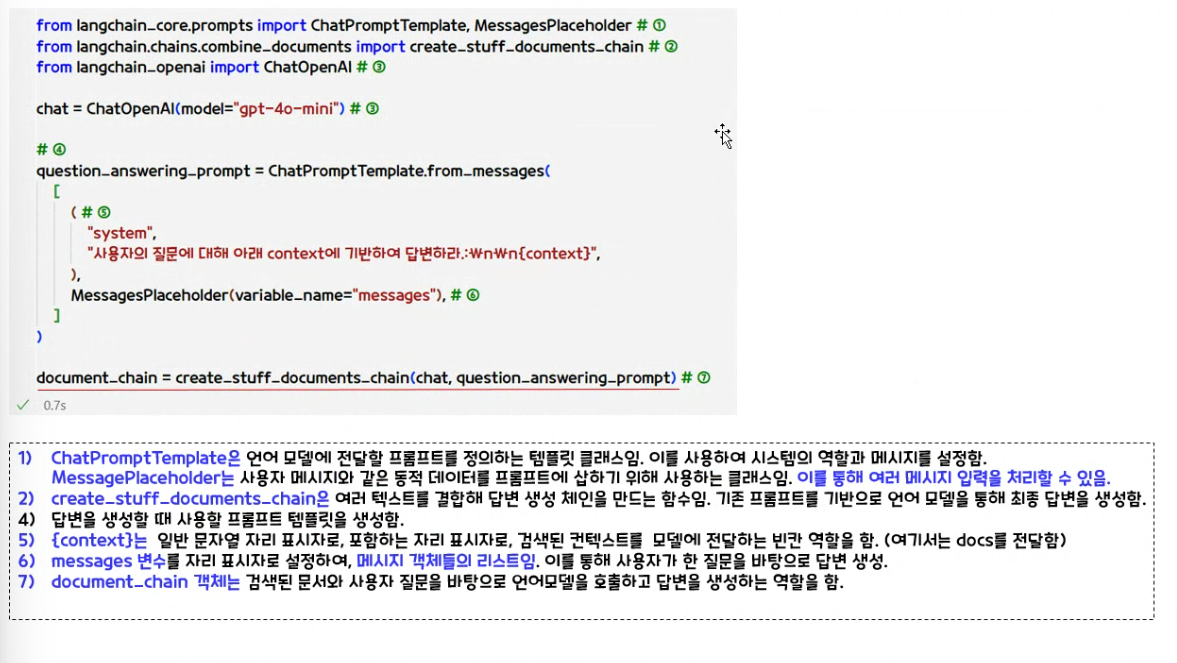 from langchain_core.prompts import ChatPromptTemplate, MessagesPlaceholder # ①
from langchain.chains.combine_documents import create_stuff_documents_chain # ②
from langchain_openai import ChatOpenAI # ③
chat = ChatOpenAI(model="gpt-4o-mini") # ③
# ④
question_answering_prompt = ChatPromptTemplate.from_messages(
[
( # ⑤
"system",
"사용자의 질문에 대해 아래 context에 기반하여 답변하라.:₩n₩n{context}",
),
MessagesPlaceholder(variable_name="messages"), # ⑥
]
)
document_chain = create_stuff_documents_chain(chat, question_answering_prompt) # ⑦
✓ 0.7s
1) ChatPromptTemplate은 언어 모델에 전달할 프롬프트를 정의하는 템플릿 클래스임. 이를 사용하여 시스템의 역할과 메시지를 설정함.
MessagePlaceholder는 사용자 메시지와 같은 동적 데이터를 프롬프트에 삽하기 위해 사용하는 클래스임. 이를 통해 여러 메시지 입력을 처리할 수 있음.
2) create_stuff_documents_chain은 여러 텍스트를 결합해 답변 생성 체인을 만드는 함수임. 기존 프롬프트를 기반으로 언어 모델을 통해 최종 답변을 생성함.
4) 답변을 생성할 때 사용할 프롬프트 템플릿을 생성함.
5) {context}는 일반 문자열 자리 표시자로, 포함하는 자리 표시자로, 검색된 컨텍스트를 모델에 전달하는 빈칸 역할을 함. (여기서는 docs를 전달함)
6) messages 변수를 자리 표시자로 설정하여, 메시지 객체들의 리스트임. 이를 통해 사용자가 한 질문을 바탕으로 답변 생성.
7) document_chain 객체는 검색된 문서와 사용자 질문을 바탕으로 언어모델을 호출하고 답변을 생성하는 역할을 함.